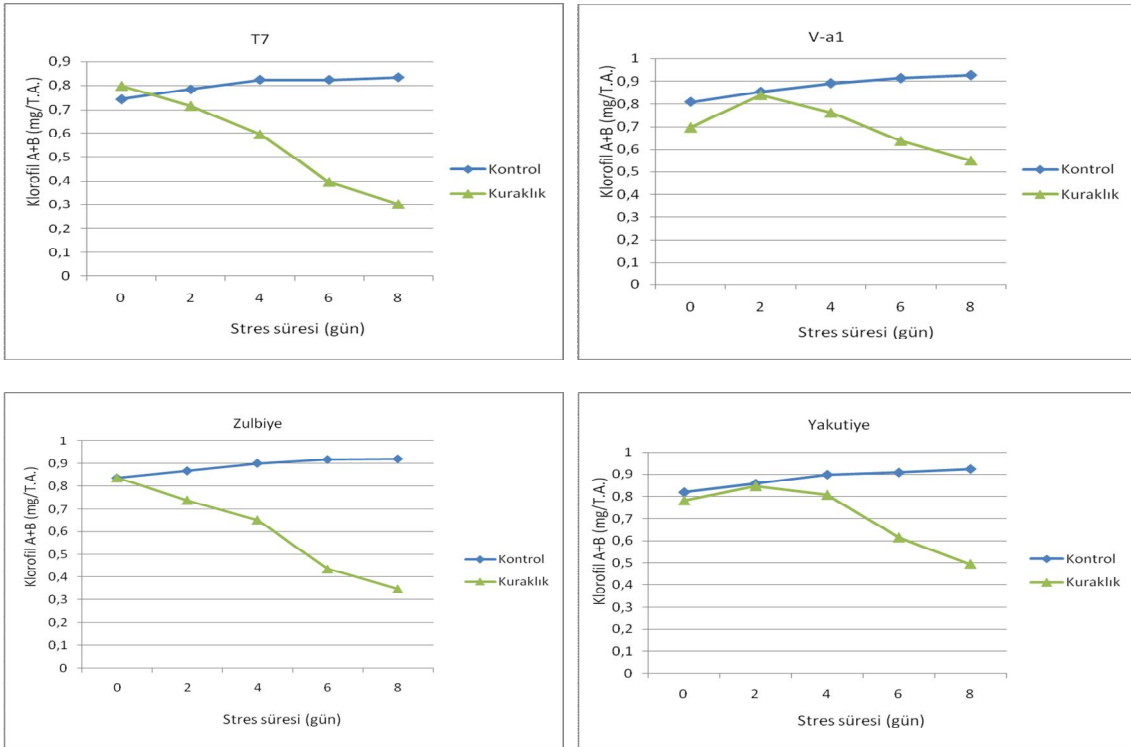 T7
Klorofil A+B (mg/T.A.)
0,9
0,8
0,7
0,6
0,5
0,4
0,3
0,2
0,1
0
0 2 4 6 8
Stres süresi (gün)
Kontrol
Kuraklık
V-a1
Klorofil A+B (mg/T.A.)
1
0,9
0,8
0,7
0,6
0,5
0,4
0,3
0,2
0,1
0
0 2 4 6 8
Stres süresi (gün)
Kontrol
Kuraklık
Zulbiye
Klorofil A+B (mg/T.A.)
1
0,9
0,8
0,7
0,6
0,5
0,4
0,3
0,2
0,1
0
0 2 4 6 8
Stres süresi (gün)
Kontrol
Kuraklık
Yakutiye
Klorofil A+B (mg/T.A.)
1
0,9
0,8
0,7
0,6
0,5
0,4
0,3
0,2
0,1
0
0 2 4 6 8
Stres süresi (gün)
Kontrol
Kuraklık